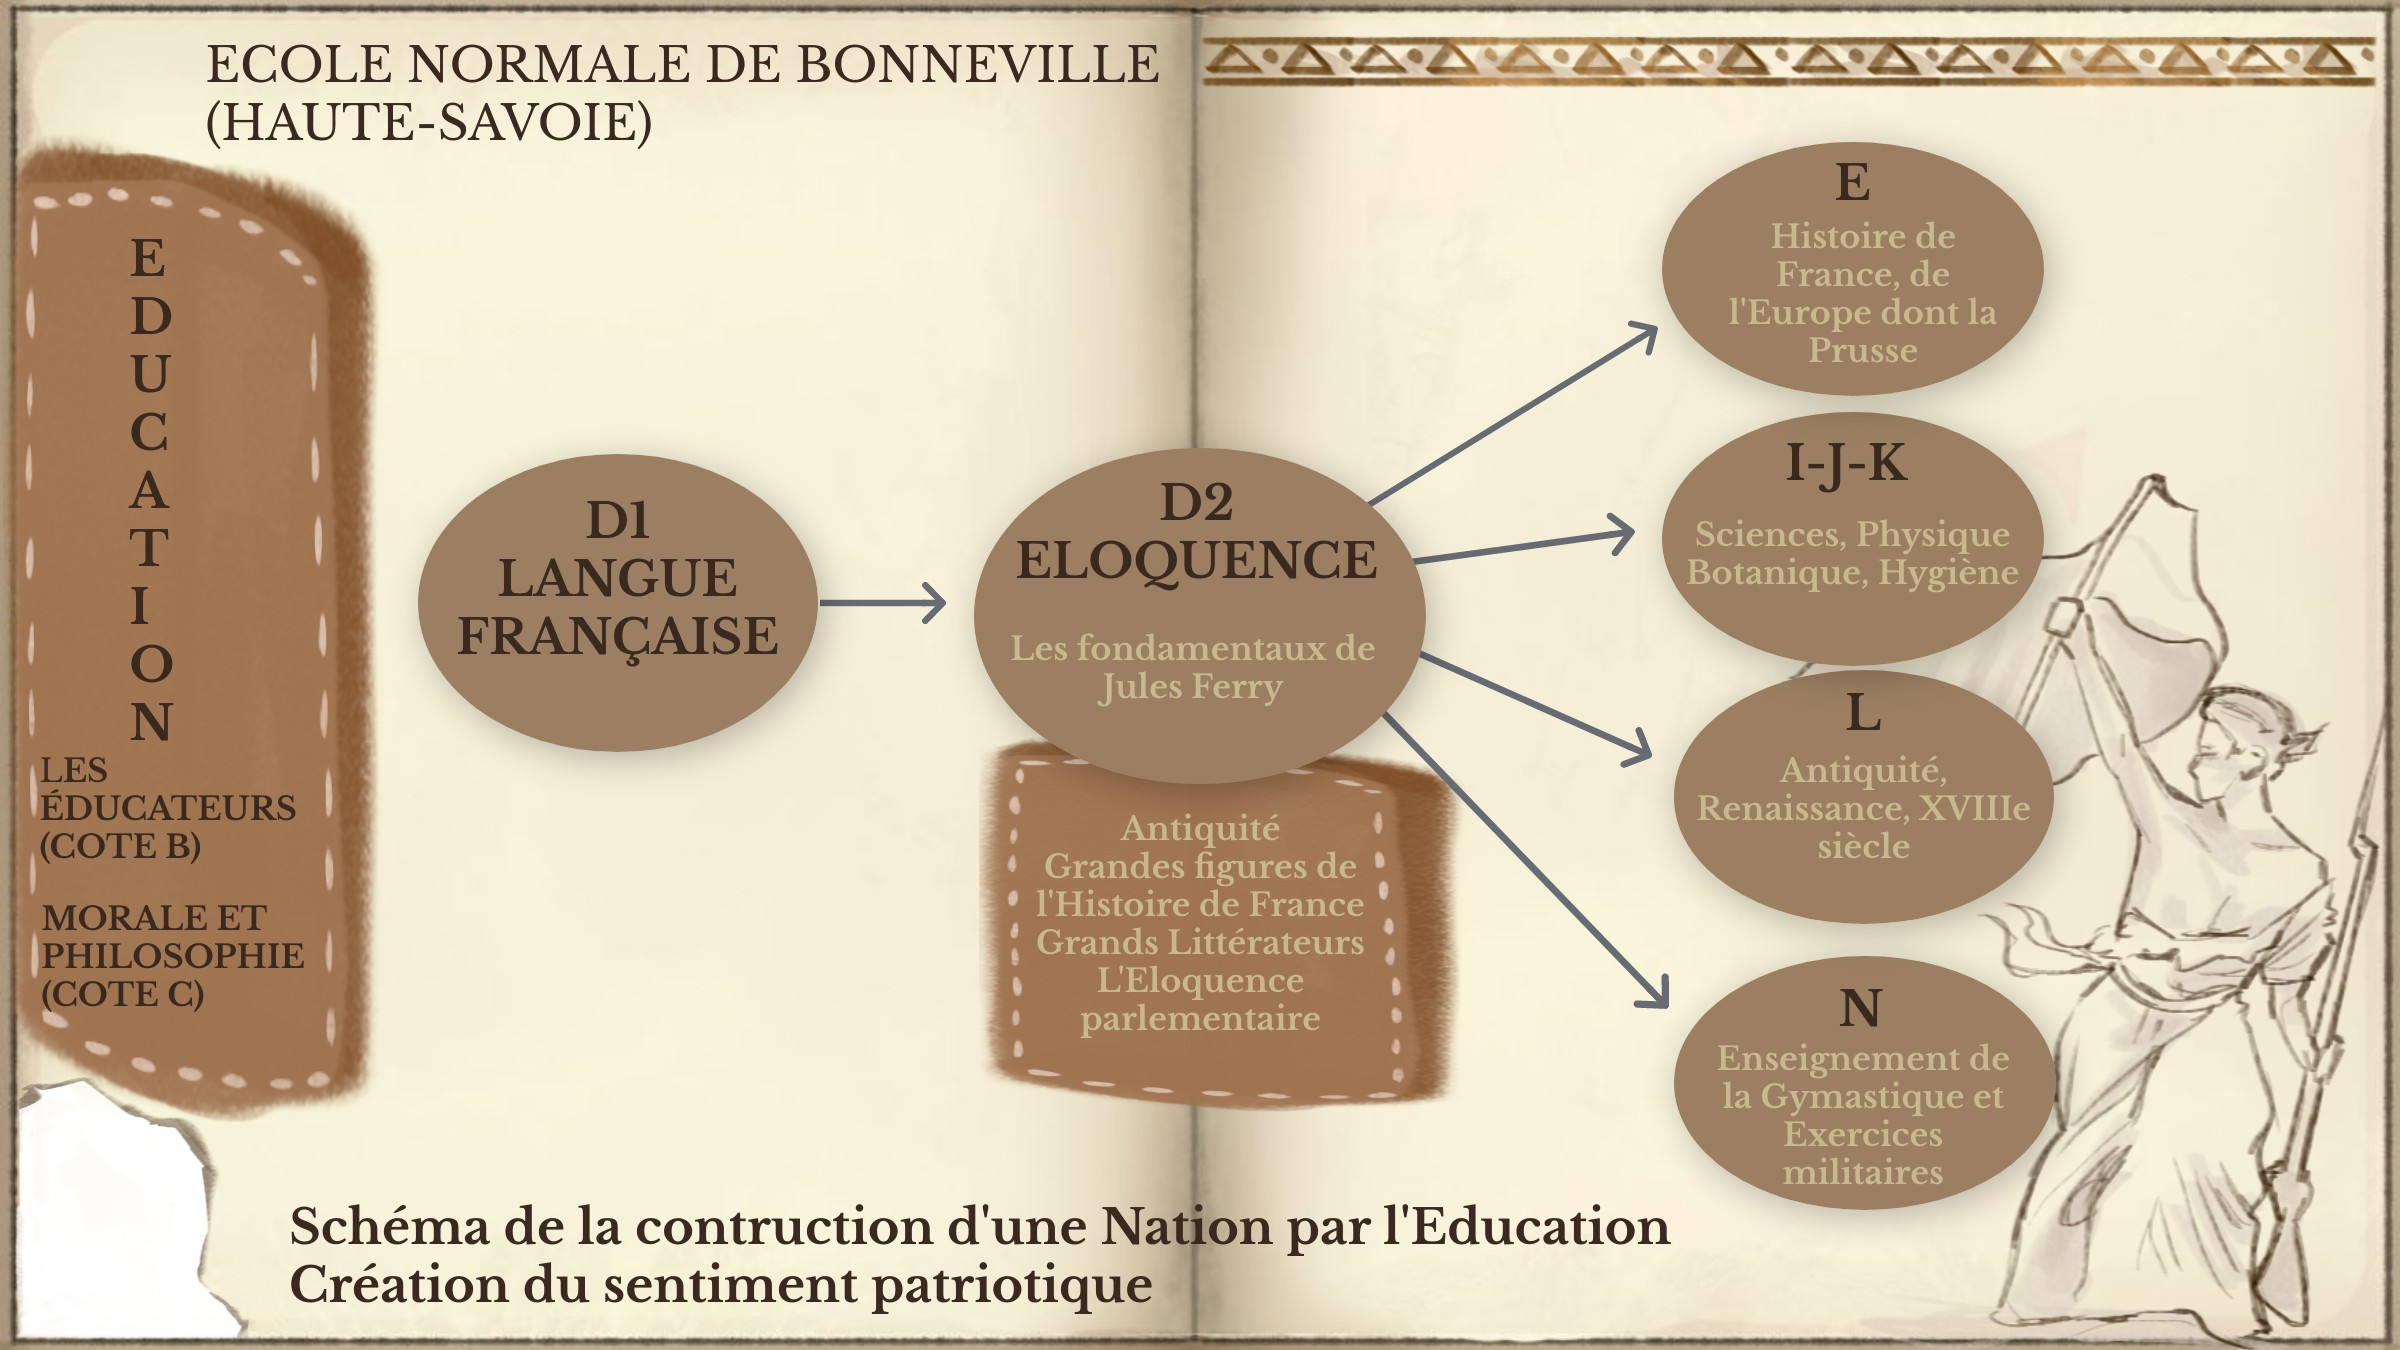 ECOLE NORMALE DE BONNEVILLE
(HAUTE-SAVOIE)
E
D
U
C
A
T
I
O
N
LES
ÉDUCATEURS
(COTE B)
MORALE ET
PHILOSOPHIE
(COTE C)
D1
LANGUE
FRANÇAISE
D2
ELOQUENCE
Les fondamentaux de
Jules Ferry
Antiquité
Grandes figures de
l'Histoire de France
Grands Littérateurs
L'Eloquence
parlementaire
E
Histoire de
France, de
l'Europe dont la
Prusse
I-J-K
Sciences, Physique
Botanique, Hygiène
L
Antiquité,
Renaissance, XVIIIe
siècle
N
Enseignement de
la Gymastique et
Exercices
militaires
Schéma de la contruction d'une Nation par l'Education
Création du sentiment patriotique